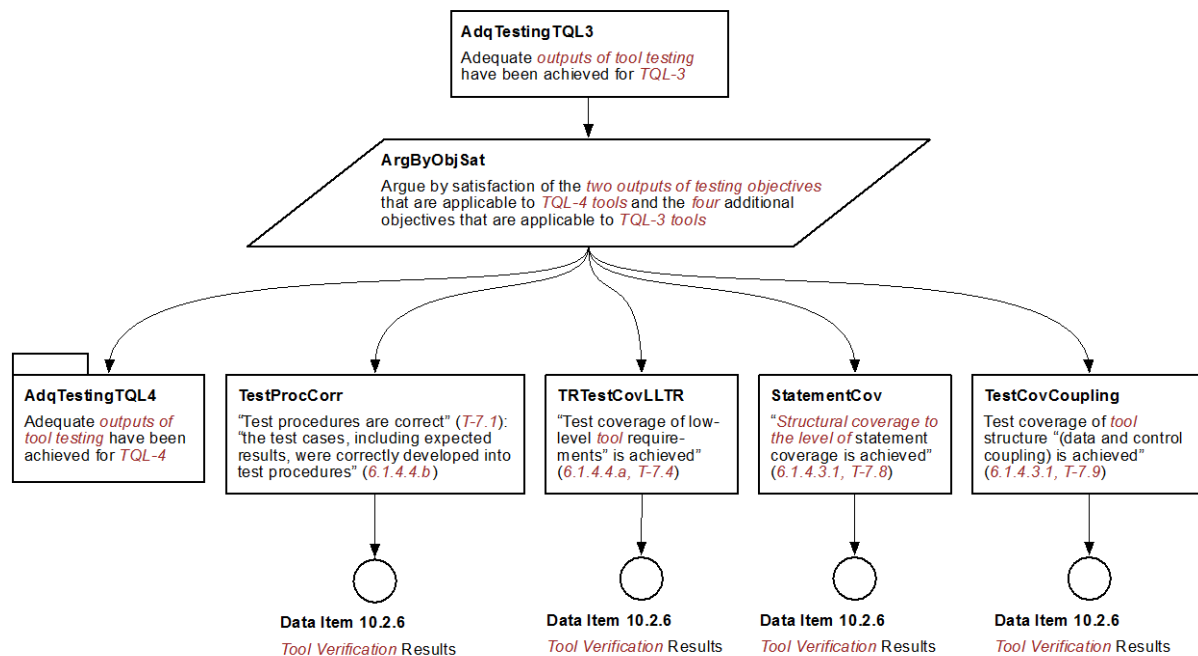 AdqTestingTQL3
Adequate outputs of tool testing
have been achieved for TQL-3
ArgByObjSat
Argue by satisfaction of the two outputs of testing objectives
that are applicable to TQL-4 tools and the four additional
objectives that are applicable to TQL-3 tools
AdqTestingTQL4
Adequate outputs of
tool testing have been
achieved for TQL-4
TestProcCorr
“Test procedures are correct” (T-7.1):
“the test cases, including expected
results, were correctly developed into
test procedures” (6.1.4.4.b)
TRTestCovLLTR
“Test coverage of low-
level tool require-
ments” is achieved”
(6.1.4.4.a, T-7.4)
StatementCov
“Structural coverage to
the level of statement
coverage is achieved”
(6.1.4.3.1, T-7.8)
TestCovCoupling
Test coverage of tool
structure “(data and control
coupling) is achieved”
(6.1.4.3.1, T-7.9)
Data Item 10.2.6
Tool Verification Results
Data Item 10.2.6
Tool Verification Results
Data Item 10.2.6
Tool Verification Results
Data Item 10.2.6
Tool Verification Results